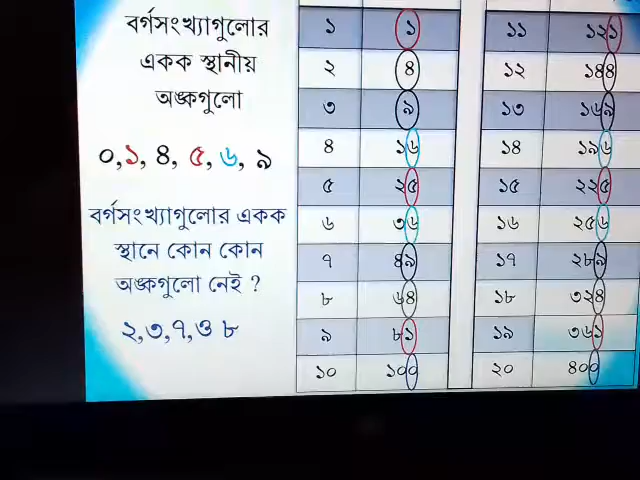 বর্গসংখ্যাগুলোর
একক স্থানীয়
অঙ্কগুলো
০,১, ৪, ৫, ৬, ৯
বর্গসংখ্যাগুলোর একক
স্থানে কোন কোন
অঙ্কগুলো নেই ?
২,৩,৭,ও ৮
১ ১ ১১ ১২১
২ ৪ ১২ ১৪৪
৩ ৯ ১৩ ১৬৯
৪ ১৬ ১৪ ১৯৬
৫ ২৫ ১৫ ২২৫
৬ ৩৬ ১৬ ২৫৬
৭ ৪৯ ১৭ ২৮৯
৮ ৬৪ ১৮ ৩২৪
৯ ৮১ ১৯ ৩৬১
১০ ১০০ ২০ ৪০০